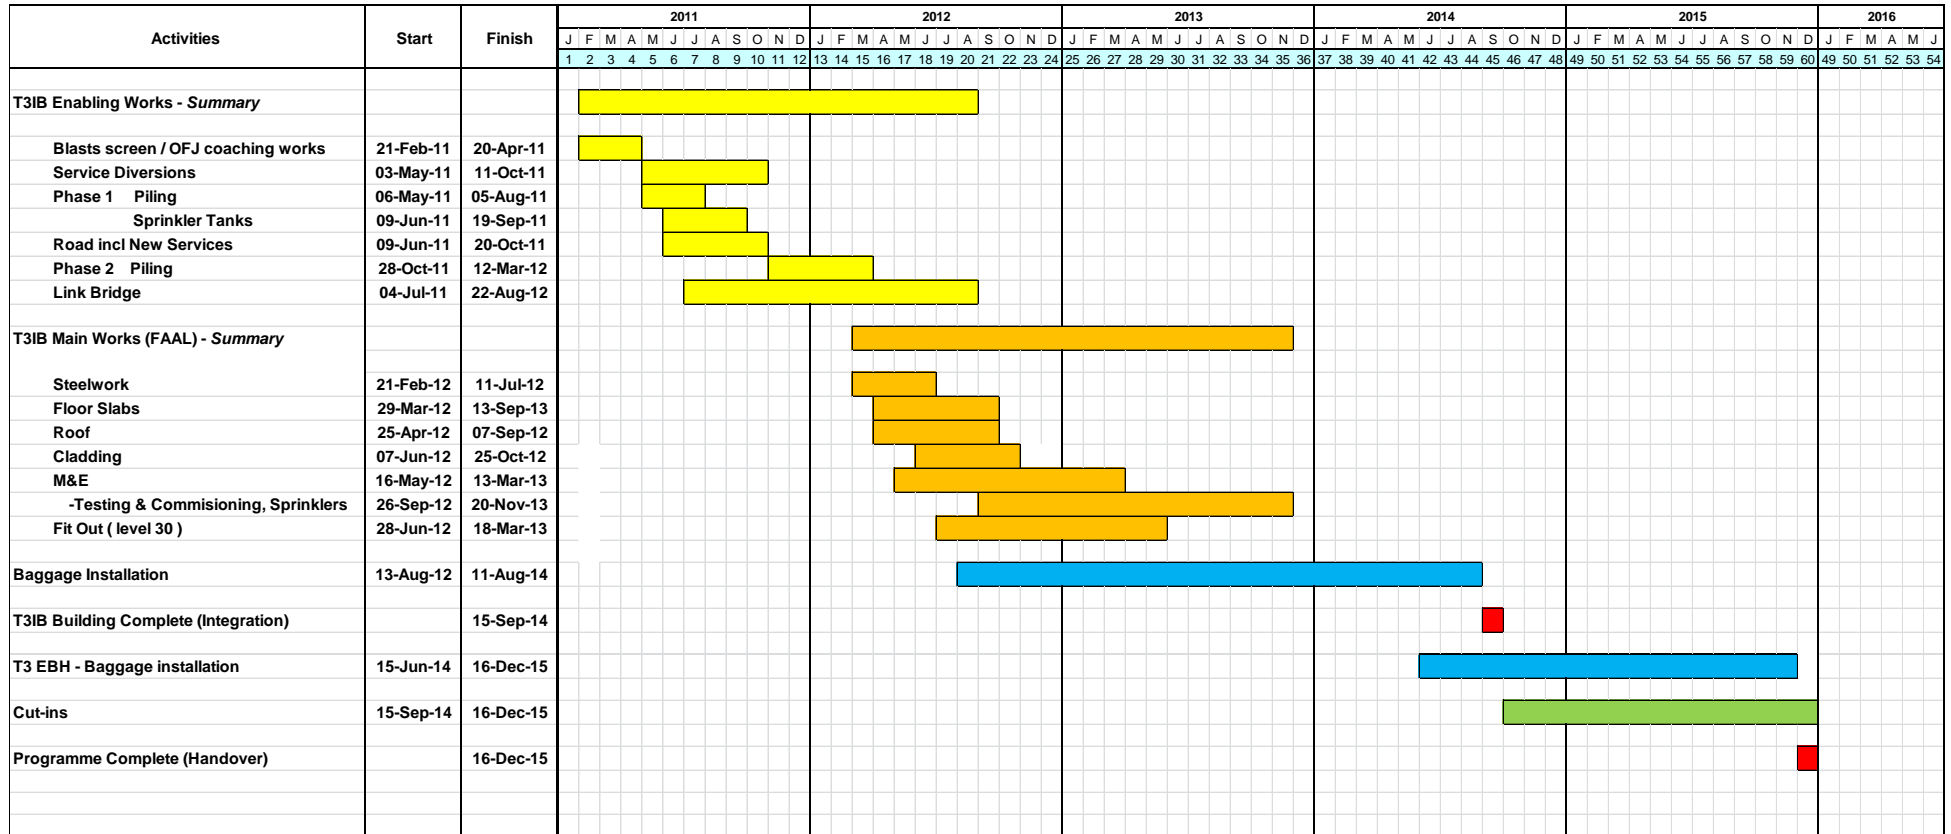 2011 2012 2013 2014 2015 2016
Activities Start Finish J F M A M J J A S O N D J F M A M J J A S O N D J F M A M J J A S O N D J F M A M J J A S O N D J F M A M J J A S O N D J F M A M J
1 2 3 4 5 6 7 8 9 10 11 12 13 14 15 16 17 18 19 20 21 22 23 24 25 26 27 28 29 30 31 32 33 34 35 36 37 38 39 40 41 42 43 44 45 46 47 48 49 50 51 52 53 54 55 56 57 58 59 60 49 50 51 52 53 54
T3IB Enabling Works - Summary
Blasts screen / OFJ coaching works 21-Feb-11 20-Apr-11
Service Diversions 03-May-11 11-Oct-11
Phase 1 Piling 06-May-11 05-Aug-11
Sprinkler Tanks 09-Jun-11 19-Sep-11
Road incl New Services 09-Jun-11 20-Oct-11
Phase 2 Piling 28-Oct-11 12-Mar-12
Link Bridge 04-Jul-11 22-Aug-12
T3IB Main Works (FAAL) - Summary
Steelwork 21-Feb-12 11-Jul-12
Floor Slabs 29-Mar-12 13-Sep-13
Roof 25-Apr-12 07-Sep-12
Cladding 07-Jun-12 25-Oct-12
M&E 16-May-12 13-Mar-13
-Testing & Commisioning, Sprinklers 26-Sep-12 20-Nov-13
Fit Out ( level 30 ) 28-Jun-12 18-Mar-13
Baggage Installation 13-Aug-12 11-Aug-14
T3IB Building Complete (Integration) 15-Sep-14
T3 EBH - Baggage installation 15-Jun-14 16-Dec-15
Cut-ins 15-Sep-14 16-Dec-15
Programme Complete (Handover) 16-Dec-15